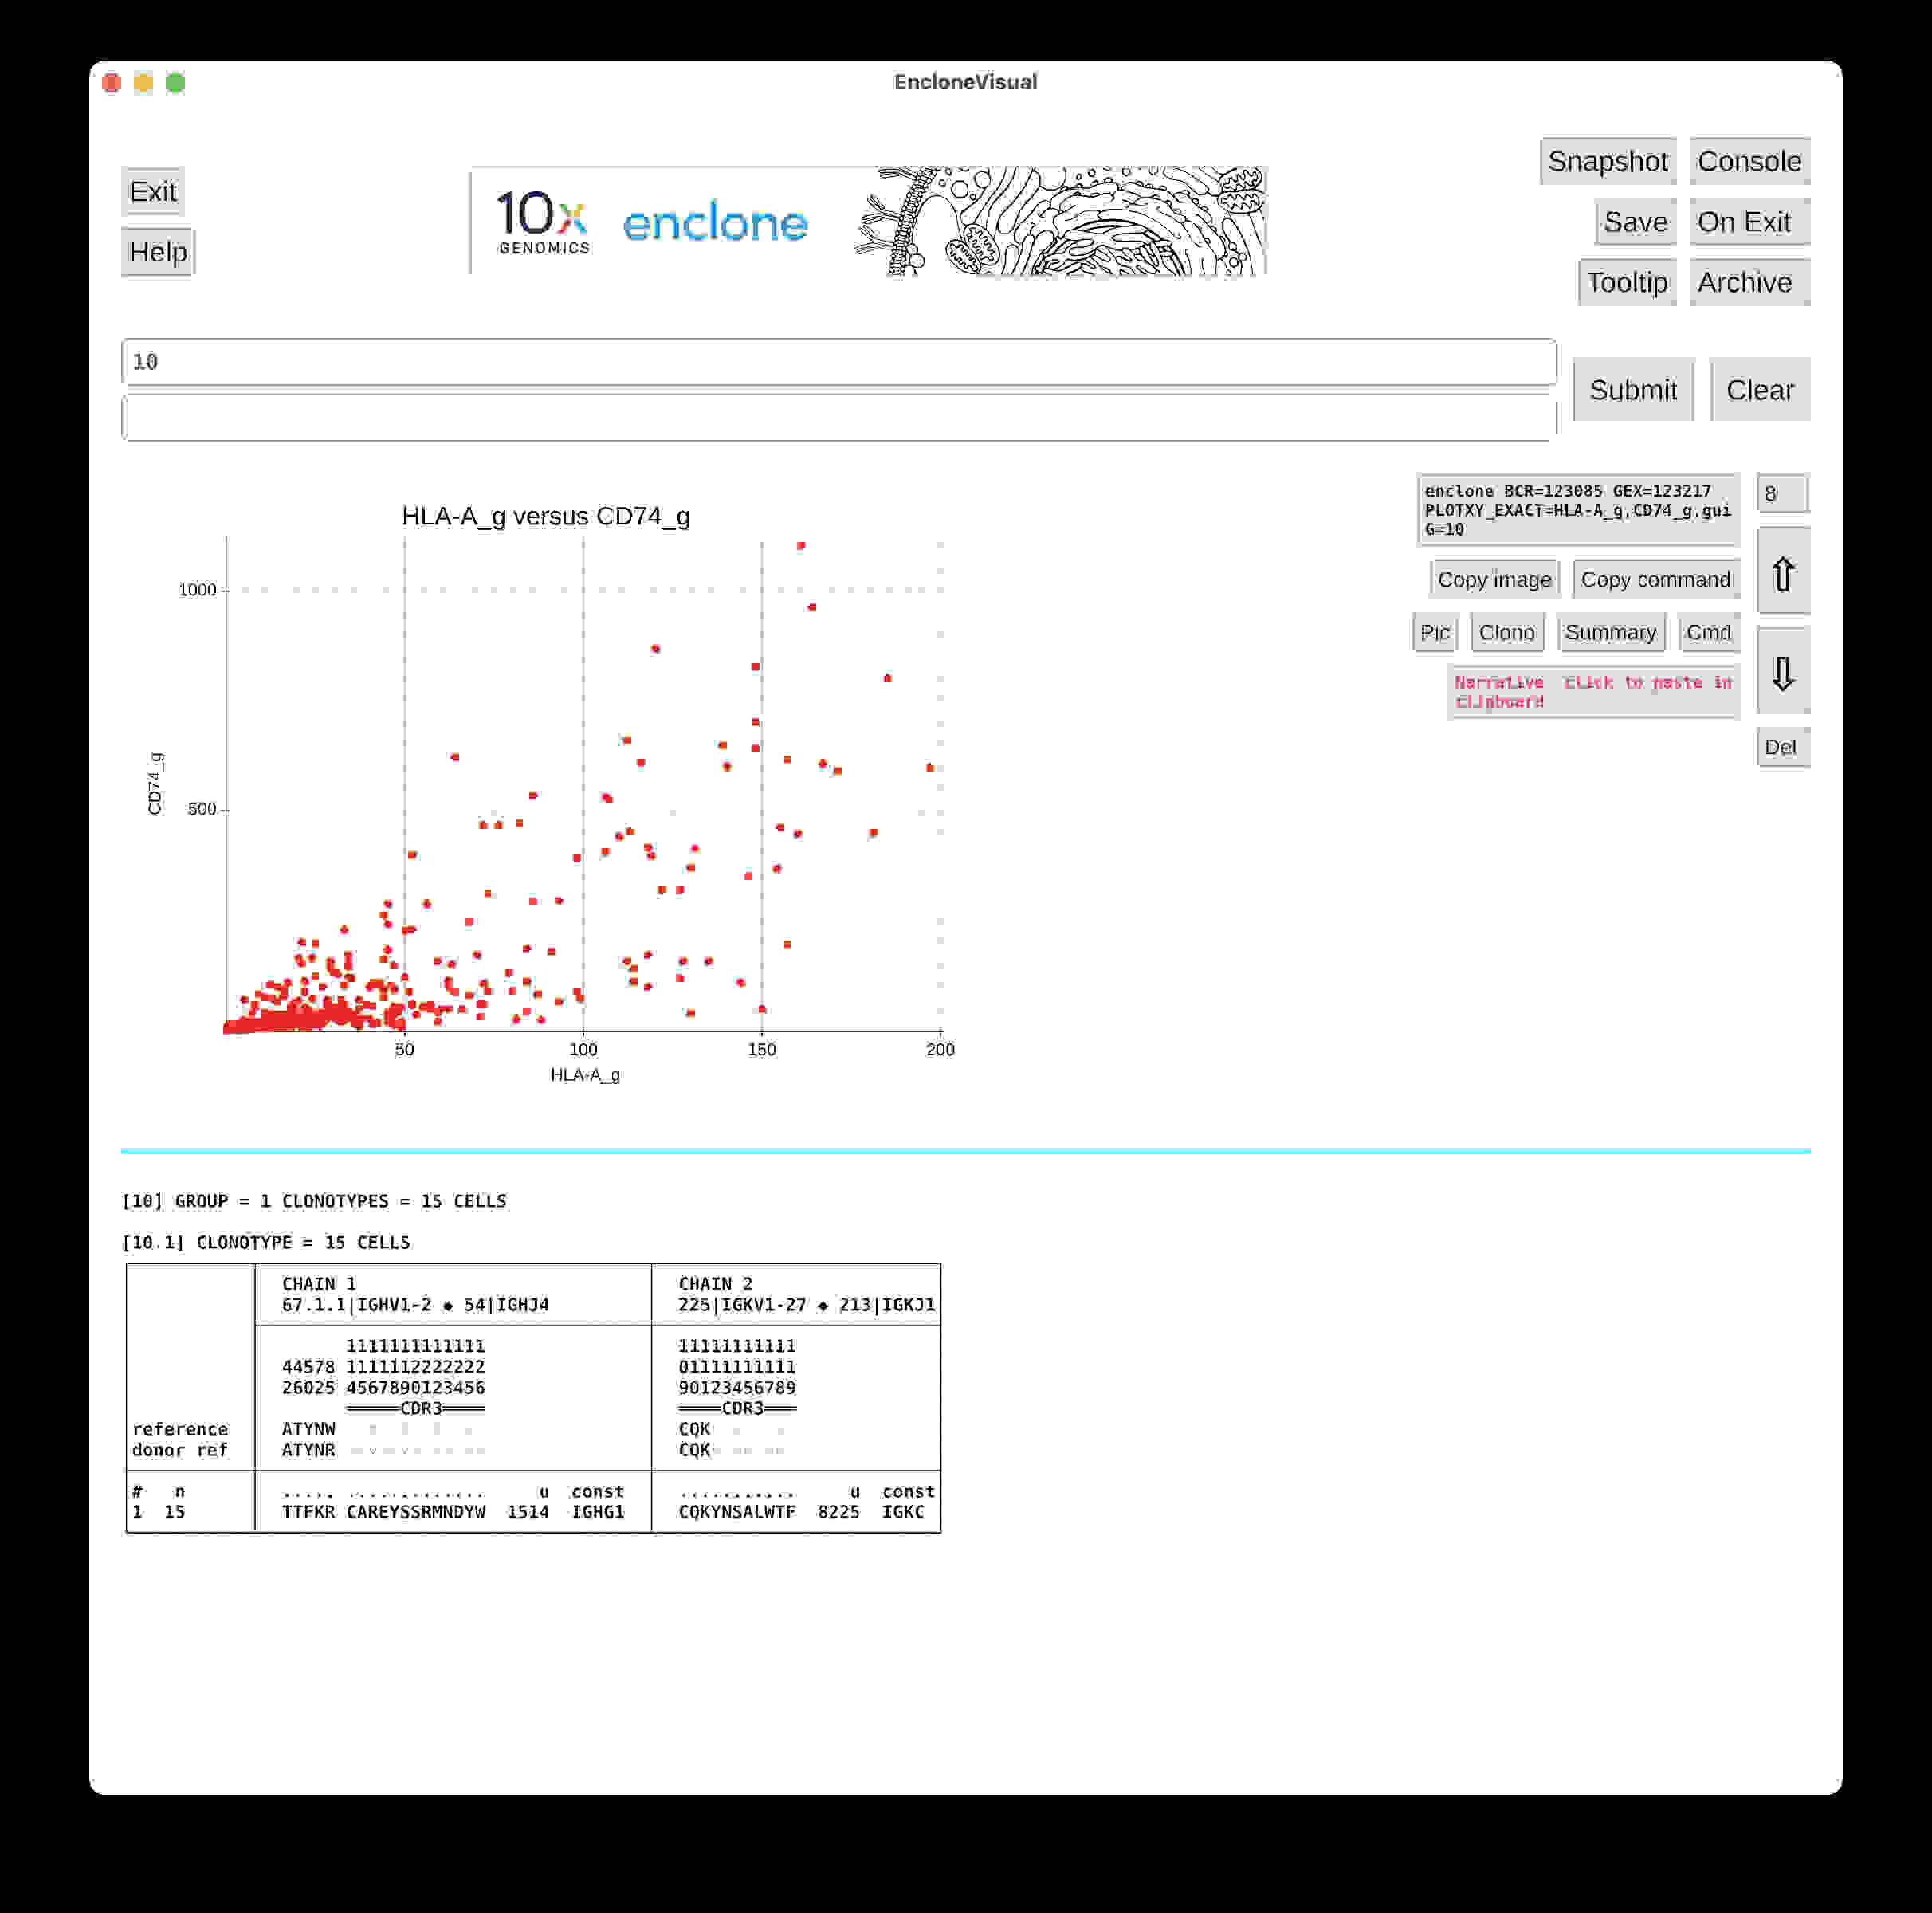 EncloneVisual
Exit
Help
10x
GENOMICS
enclone
Snapshot Console
Save On Exit
Tooltip Archive
10
Submit Clear
enclone BCR=123085 GEX=123217
PLOTXY_EXACT=HLA-A_g,CD74_g,gui
G=10
8
Copy image Copy command
⇧
Pic Clono Summary Cmd
⇩
Narrative click to paste in
clipboard
Del
HLA-A_g versus CD74_g
1000
500
CD74_g
50 100 150 200
HLA-A_g
[10] GROUP = 1 CLONOTYPES = 15 CELLS
[10.1] CLONOTYPE = 15 CELLS
CHAIN 1 CHAIN 2
67.1.1|IGHV1-2 ◆ 54|IGHJ4 225|IGKV1-27 ◆ 213|IGKJ1
1111111111111 11111111111
44578 1111112222222 01111111111
26025 4567890123456 90123456789
═════CDR3════ ════CDR3═══
reference ATYNW CQK
donor ref ATYNR CQK
# n ..... ............. u const ........... u const
1 15 TTFKR CAREYSSRMNDYW 1514 IGHG1 CQKYNSALWTF 8225 IGKC